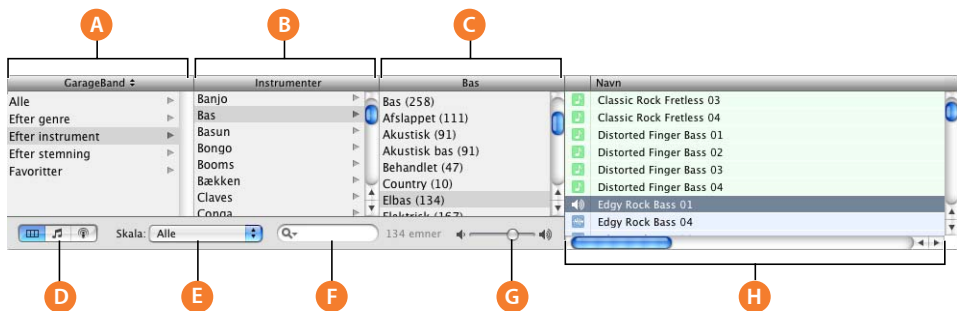 A
B
C
GarageBand
Instrumenter
Bas
Navn
Alle
Efter genre
Efter instrument
Efter stemning
Favoritter
Banjo
Bas
Basun
Bongo
Booms
Bækken
Claves
Conga
Bas (258)
Afslappet (111)
Akustisk (91)
Akustisk bas (91)
Behandlet (47)
Country (10)
Elbas (134)
Elektrisk (167)
Classic Rock Fretless 03
Classic Rock Fretless 04
Distorted Finger Bass 01
Distorted Finger Bass 02
Distorted Finger Bass 03
Distorted Finger Bass 04
Edgy Rock Bass 01
Edgy Rock Bass 04
Skala: Alle
134 emner
D
E
F
G
H